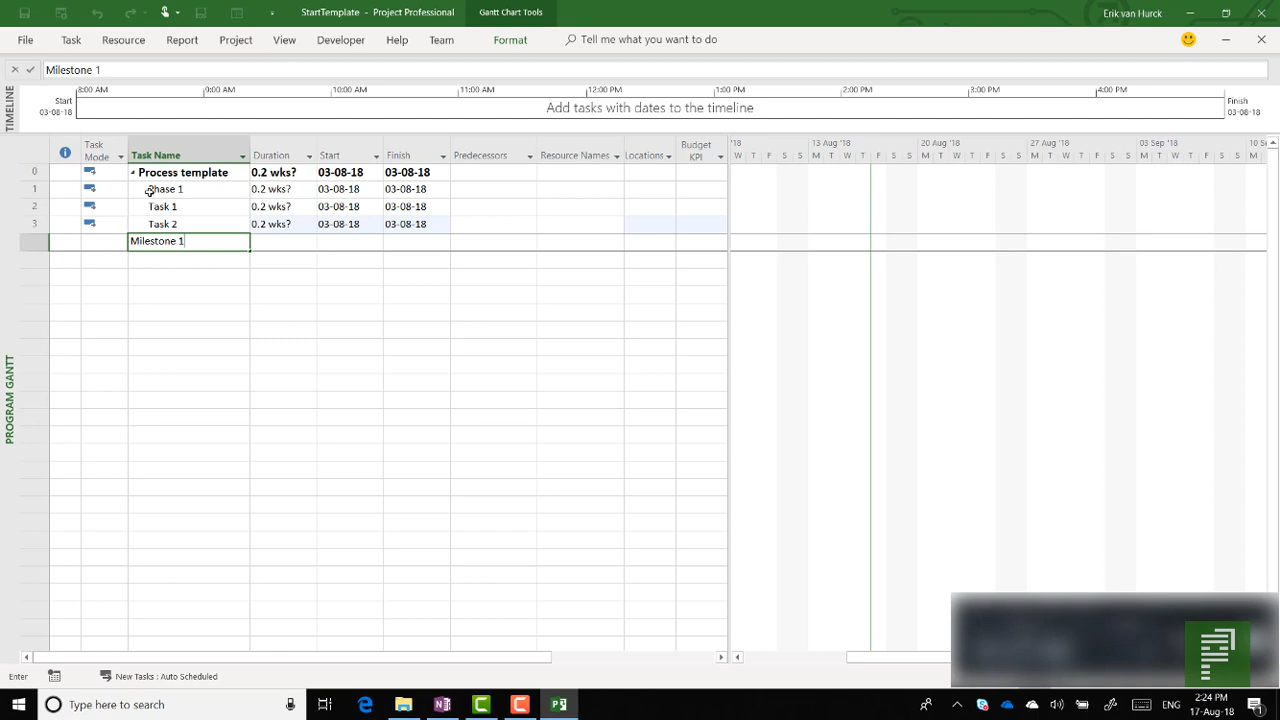 StartTemplate - Project Professional
Gantt Chart Tools
Erik van Hurck
File Task Resource Report Project View Developer Help Team Format Tell me what you want to do
Milestone 1
TIMELINE
8:00 AM 9:00 AM 10:00 AM 11:00 AM 12:00 PM 1:00 PM 2:00 PM 3:00 PM 4:00 PM
Start
03-08-18
Add tasks with dates to the timeline
Finish
03-08-18
Task Mode Task Name Duration Start Finish Predecessors Resource Names Locations Budget KPI
'18 13 Aug '18 20 Aug '18 27 Aug '18 03 Sep '18 10 S
W T F S S M T W T F S S M T W T F S S M T W T F S S M T W T F S S M
0 Process template 0.2 wks? 03-08-18 03-08-18
1 Phase 1 0.2 wks? 03-08-18 03-08-18
2 Task 1 0.2 wks? 03-08-18 03-08-18
3 Task 2 0.2 wks? 03-08-18 03-08-18
Milestone 1
PROGRAM GANTT
Enter New Tasks : Auto Scheduled
Type here to search
ENG
2:24 PM
17-Aug-18